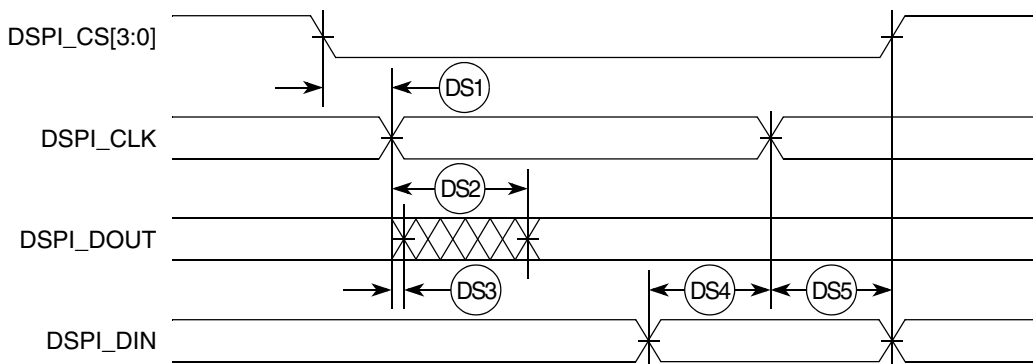 DSPI_CS[3:0]
DS1
DSPI_CLK
DS2
DSPI_DOUT
DS3
DS4
DS5
DSPI_DIN